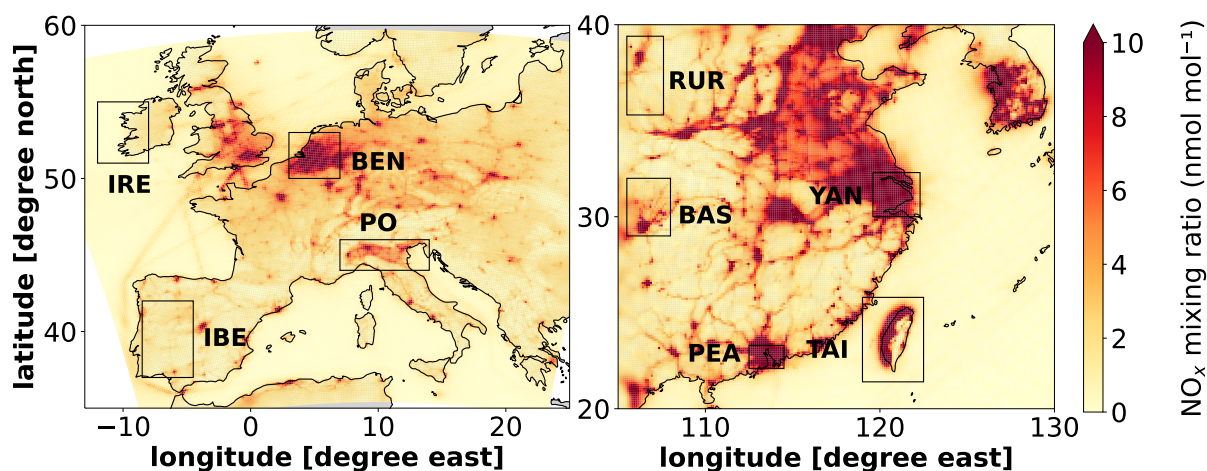 60
50
40
latitude [degree north]
IRE
BEN
PO
IBE
−10
0
10
20
longitude [degree east]
40
30
20
RUR
BAS
YAN
PEA
TAI
110
120
130
longitude [degree east]
10
8
6
4
2
0
NOₓ mixing ratio (nmol mol⁻¹)